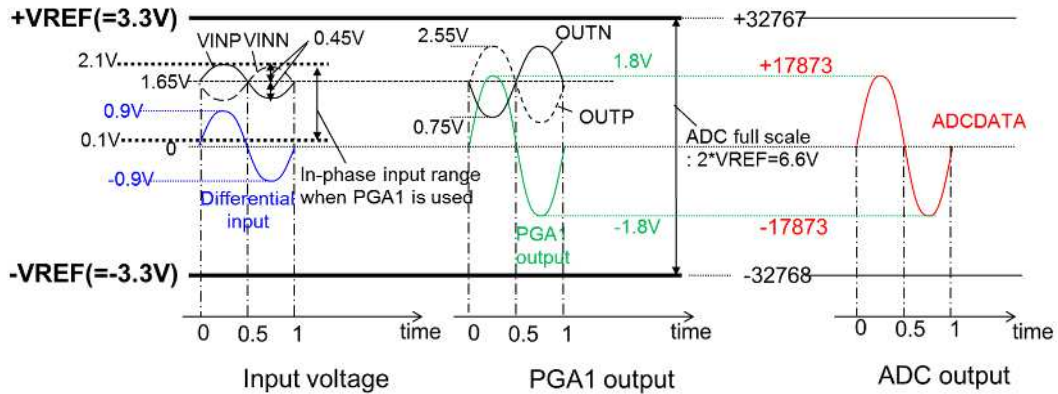 +VREF(=3.3V)
VINP VINN 0.45V
2.1V
1.65V
0.9V
0.1V
0
-0.9V
Differential
input
In-phase input range
when PGA1 is used
-VREF(=-3.3V)
0 0.5 1 time
Input voltage
2.55V
OUTN
1.8V
0.75V
OUTP
PGA1
output
-1.8V
0 0.5 1 time
PGA1 output
ADC full scale
: 2*VREF=6.6V
+32767
+17873
ADCDATA
-17873
-32768
0 0.5 1 time
ADC output